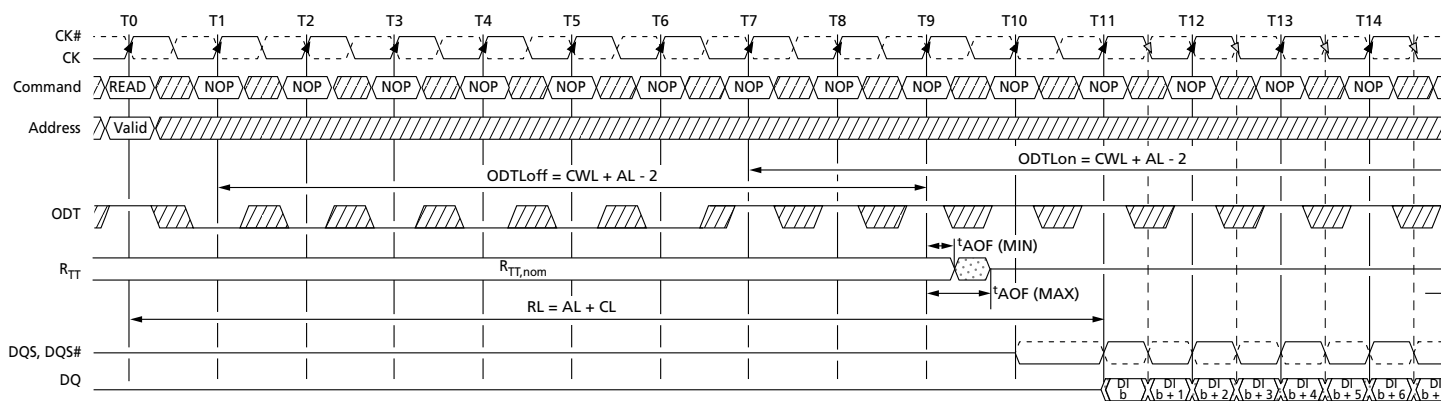 T0 T1 T2 T3 T4 T5 T6 T7 T8 T9 T10 T11 T12 T13 T14
CK#
CK
Command READ NOP NOP NOP NOP NOP NOP NOP NOP NOP NOP NOP NOP NOP NOP
Address Valid
ODTLon = CWL + AL - 2
ODTLoff = CWL + AL - 2
ODT
tAOF (MIN)
RTT RTT,nom
tAOF (MAX)
RL = AL + CL
DQS, DQS#
DQ
DI b DI b + 1 DI b + 2 DI b + 3 DI b + 4 DI b + 5 DI b + 6 DI b +